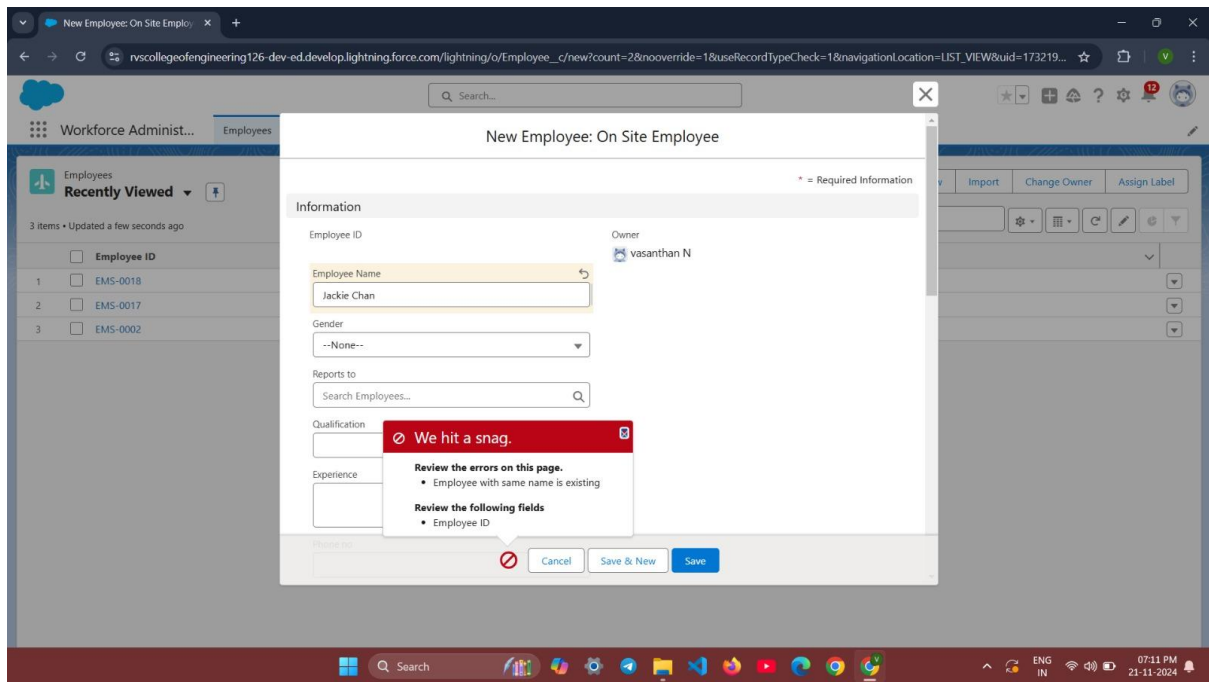 New Employee: On Site Employ
rvscollegeofengineering126-dev-ed.develop.lightning.force.com/lightning/o/Employee__c/new?count=2&nooverride=1&useRecordTypeCheck=1&navigationLocation=LIST_VIEW&uid=173219...
V
Search...
12
Workforce Administ...
Employees
New Employee: On Site Employee
* = Required Information
Employees
Recently Viewed
Import
Change Owner
Assign Label
3 items • Updated a few seconds ago
Information
Employee ID
Owner
vasanthan N
Employee ID
1 EMS-0018
2 EMS-0017
3 EMS-0002
Employee Name
Jackie Chan
Gender
--None--
Reports to
Search Employees...
Qualification
We hit a snag.
Review the errors on this page.
• Employee with same name is existing
Review the following fields
• Employee ID
Experience
Phone no
Cancel
Save & New
Save
Search
ENG
IN
07:11 PM
21-11-2024